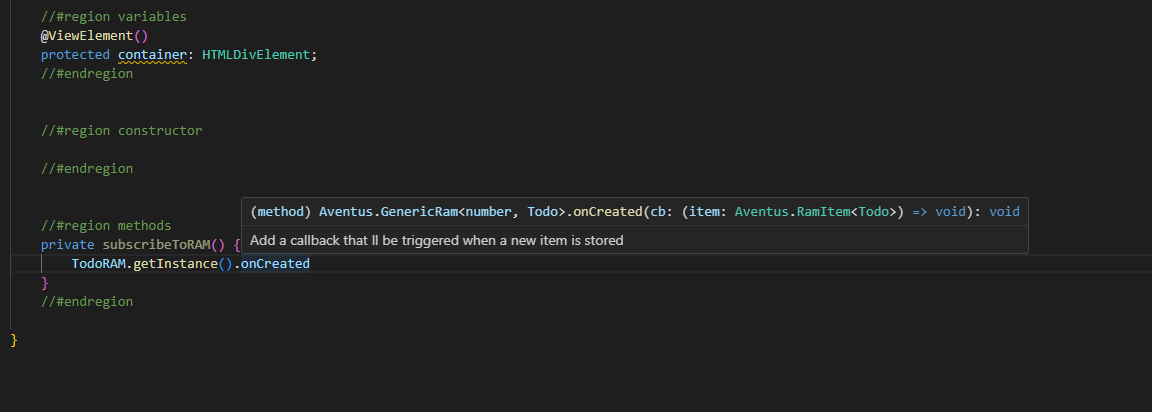 //#region variables
@ViewElement()
protected container: HTMLDivElement;
//#endregion
//#region constructor
//#endregion
(method) Aventus.GenericRam<number, Todo>.onCreated(cb: (item: Aventus.RamItem<Todo>) => void): void
//#region methods
Add a callback that ll be triggered when a new item is stored
private subscribeToRAM() {
TodoRAM.getInstance().onCreated
}
//#endregion
}